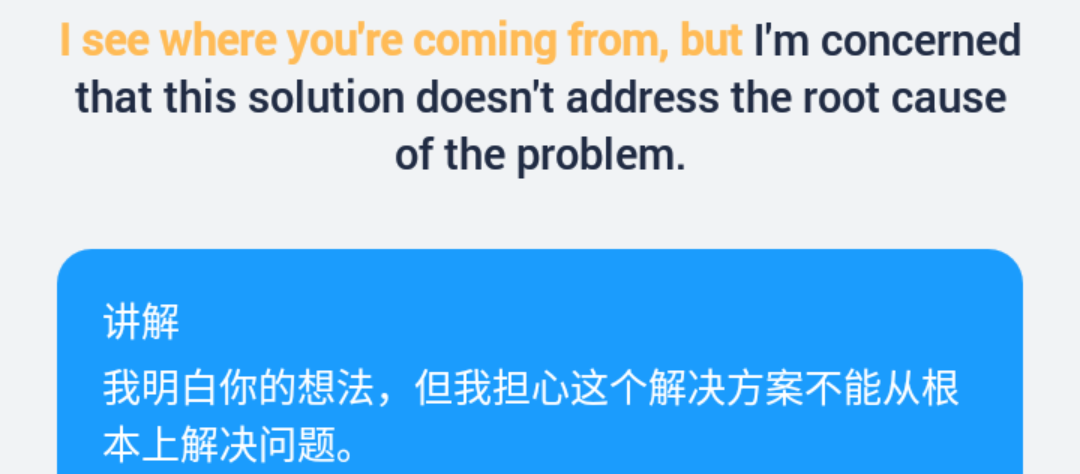 I see where you're coming from, but I'm concerned
that this solution doesn't address the root cause
of the problem.
讲解
我明白你的想法，但我担心这个解决方案不能从根
本上解决问题。